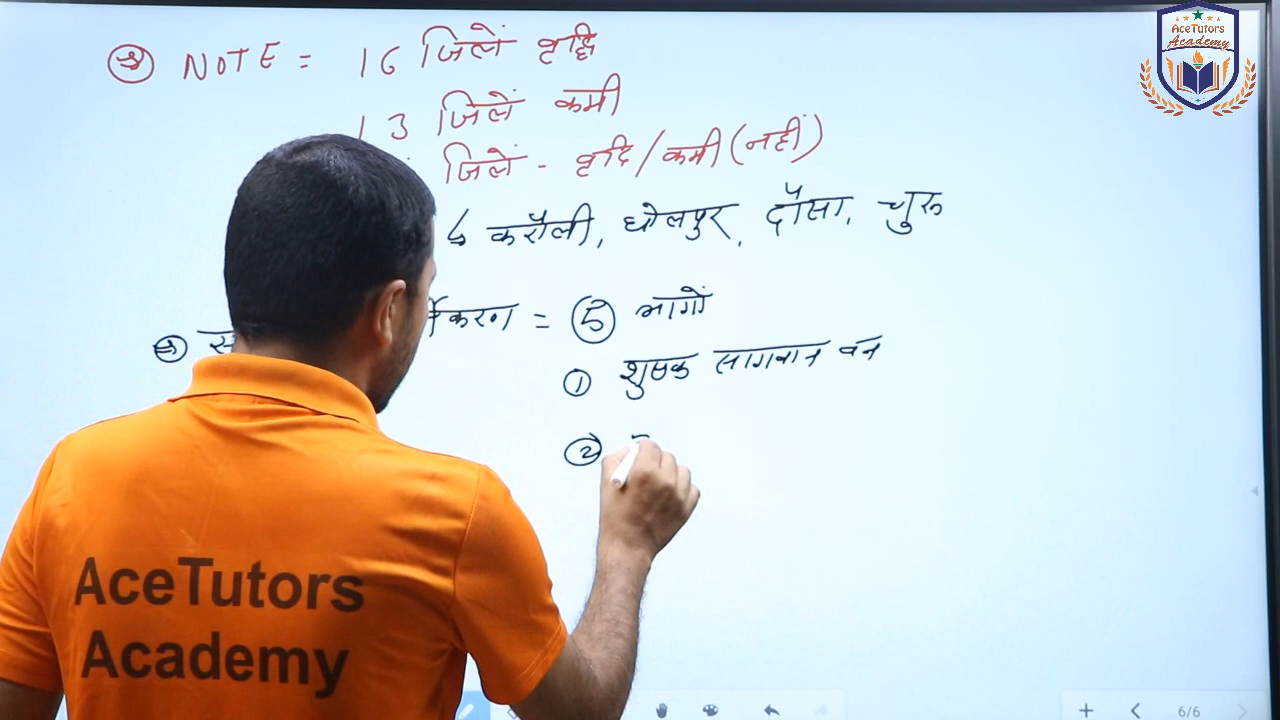 NOTE = 16 जिलें वृद्धि
13 जिलें कमी
जिलें - वृदि / कमी (नहीं)
करौली, धोलपुर, दौसा, चुरू
करण = 5 भागों
① शुसक सागवान वन
②
AceTutors
Academy
AceTutors
Academy
6/6